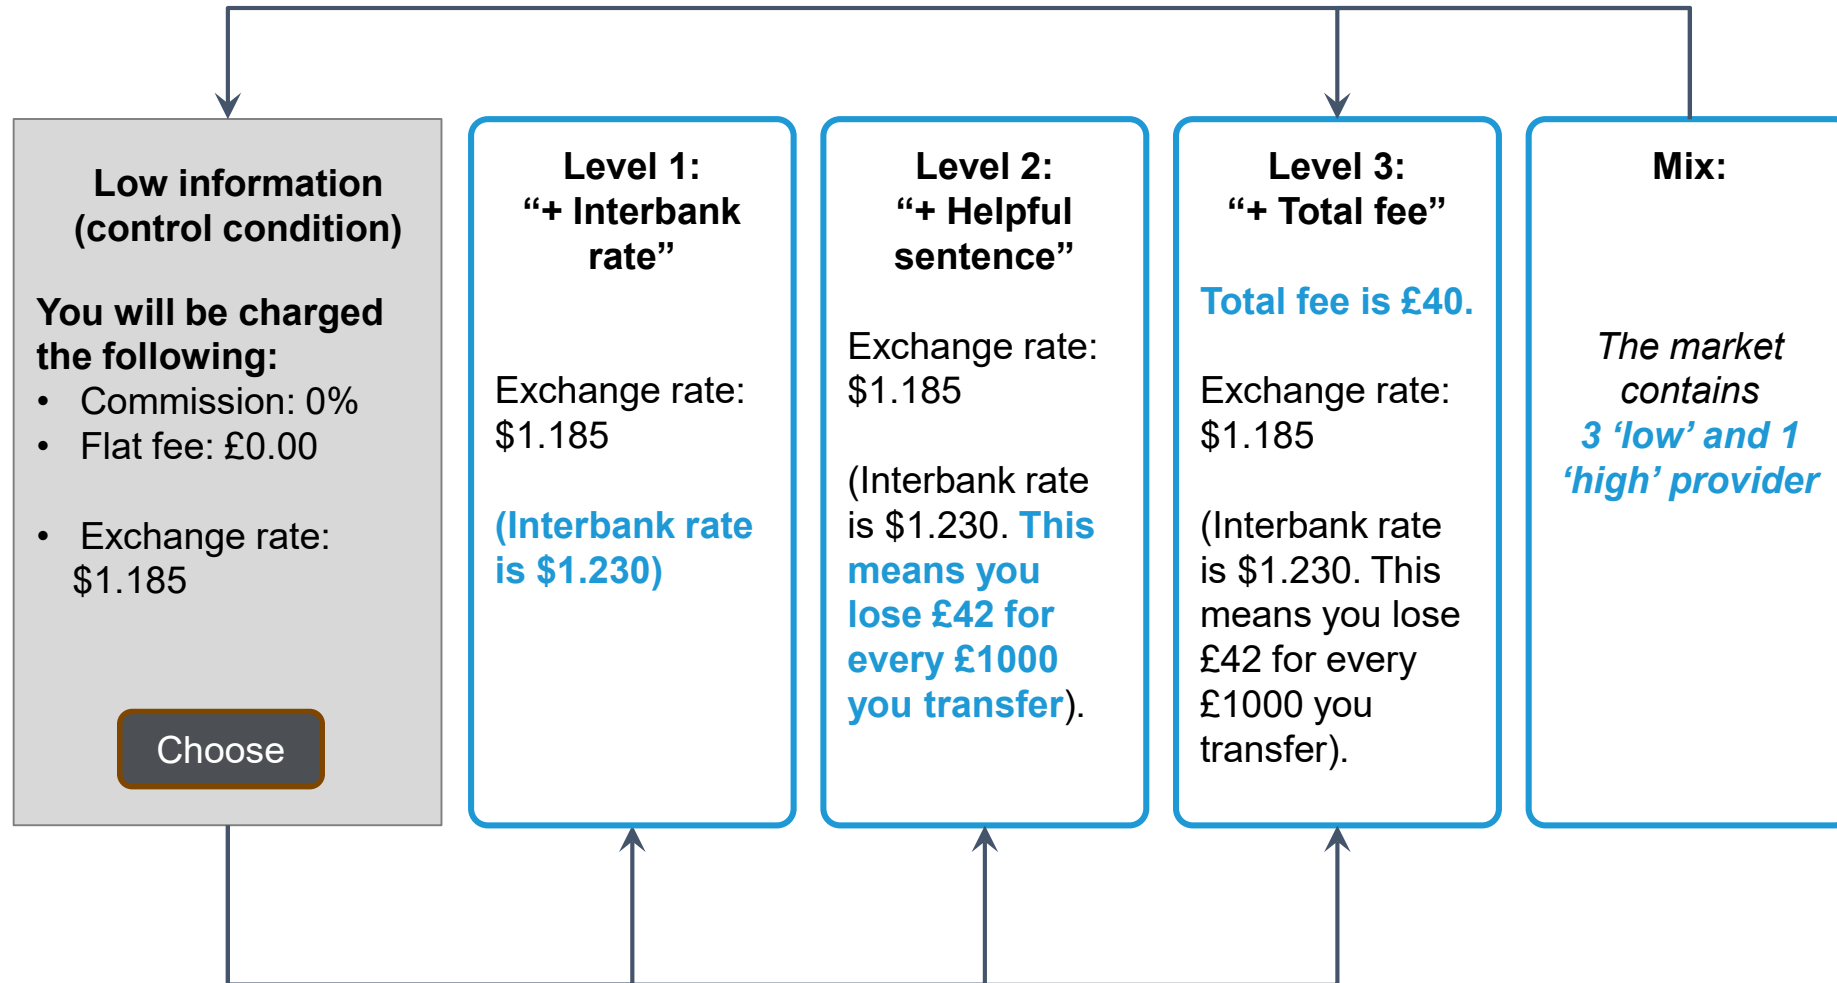 Low information
(control condition)
You will be charged
the following:
• Commission: 0%
• Flat fee: £0.00
• Exchange rate:
$1.185
Choose
Level 1:
“+ Interbank
rate”
Exchange rate:
$1.185
(Interbank rate
is $1.230)
Level 2:
“+ Helpful
sentence”
Exchange rate:
$1.185
(Interbank rate
is $1.230. This
means you
lose £42 for
every £1000
you transfer).
Level 3:
“+ Total fee”
Total fee is £40.
Exchange rate:
$1.185
(Interbank rate
is $1.230. This
means you lose
£42 for every
£1000 you
transfer).
Mix:
The market
contains
3 ‘low’ and 1
‘high’ provider